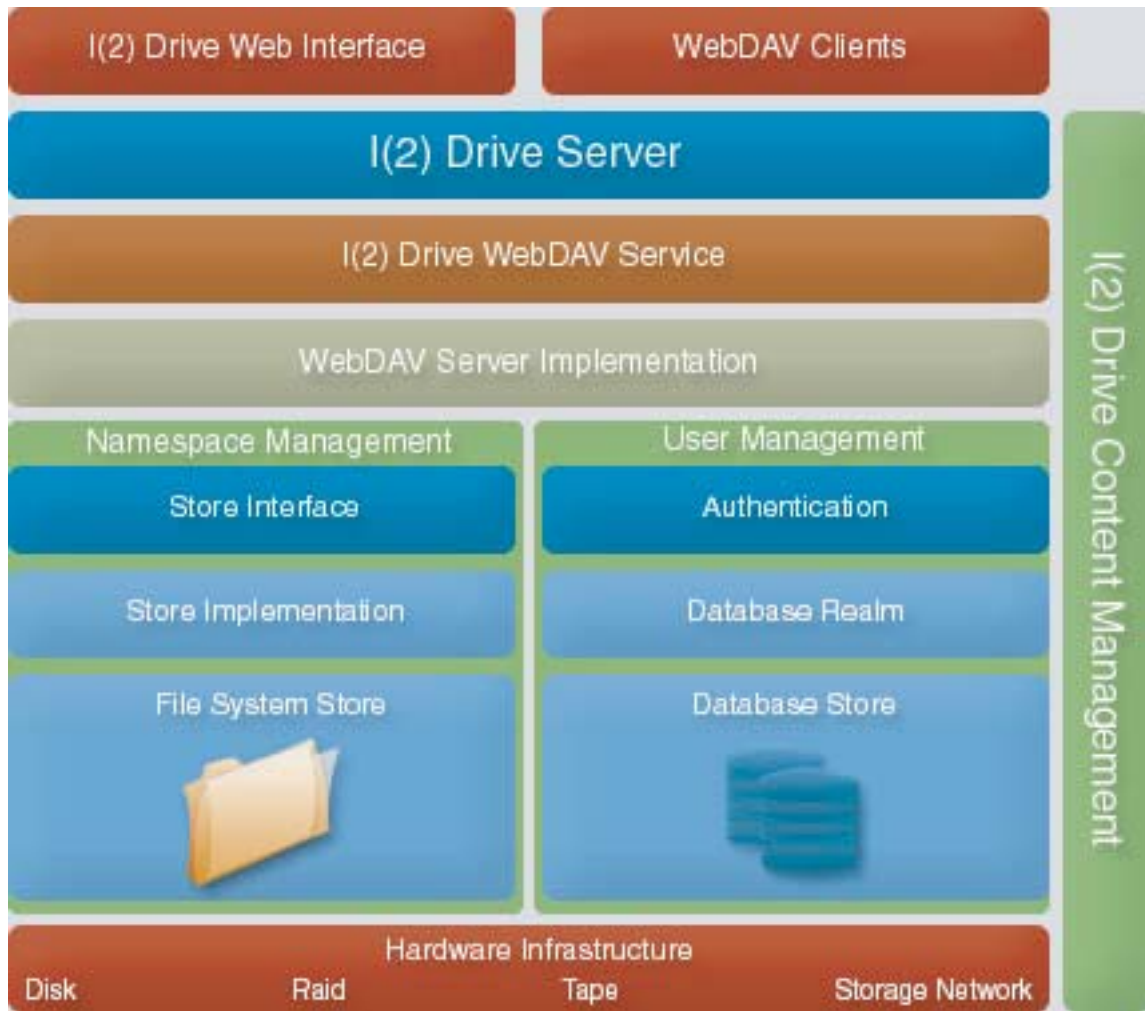 I(2) Drive Web Interface
WebDAV Clients
I(2) Drive Server
I(2) Drive WebDAV Service
WebDAV Server Implementation
Namespace Management
Store Interface
Store Implementation
File System Store
User Management
Authentication
Database Realm
Database Store
Hardware Infrastructure
Disk Raid Tape Storage Network
I(2) Drive Content Management